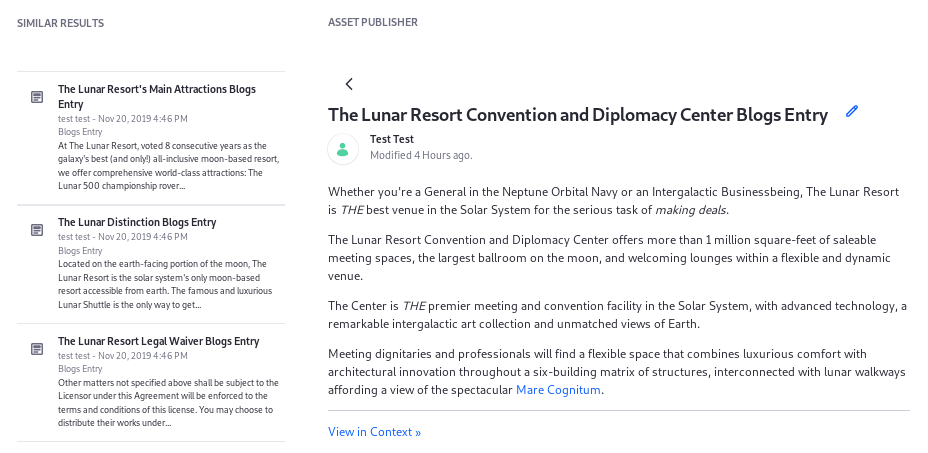 SIMILAR RESULTS
The Lunar Resort's Main Attractions Blogs
Entry
test test - Nov 20, 2019 4:46 PM
Blogs Entry
At The Lunar Resort, voted 8 consecutive years as the
galaxy's best (and only!) all-inclusive moon-based resort,
we offer comprehensive world-class attractions: The
Lunar 500 championship rover...
The Lunar Distinction Blogs Entry
test test - Nov 20, 2019 4:46 PM
Blogs Entry
Located on the earth-facing portion of the moon, The
Lunar Resort is the solar system's only moon-based
resort accessible from earth. The famous and luxurious
Lunar Shuttle is the only way to get...
The Lunar Resort Legal Waiver Blogs Entry
test test - Nov 20, 2019 4:46 PM
Blogs Entry
Other matters not specified above shall be subject to the
Licensor under this Agreement will be enforced to the
terms and conditions of this license. You may choose to
distribute their works under...
ASSET PUBLISHER
The Lunar Resort Convention and Diplomacy Center Blogs Entry
Test Test
Modified 4 Hours ago.
Whether you're a General in the Neptune Orbital Navy or an Intergalactic Businessbeing, The Lunar Resort
is THE best venue in the Solar System for the serious task of making deals.
The Lunar Resort Convention and Diplomacy Center offers more than 1 million square-feet of saleable
meeting spaces, the largest ballroom on the moon, and welcoming lounges within a flexible and dynamic
venue.
The Center is THE premier meeting and convention facility in the Solar System, with advanced technology, a
remarkable intergalactic art collection and unmatched views of Earth.
Meeting dignitaries and professionals will find a flexible space that combines luxurious comfort with
architectural innovation throughout a six-building matrix of structures, interconnected with lunar walkways
affording a view of the spectacular Mare Cognitum.
View in Context »